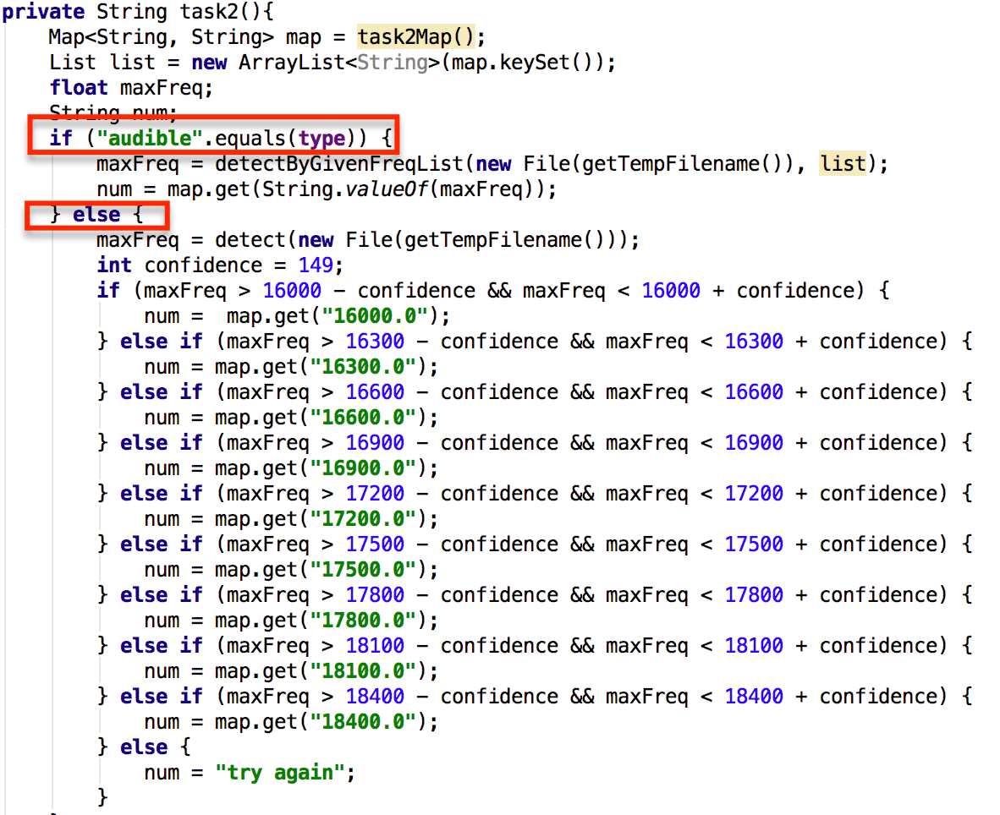 private String task2(){
    Map<String, String> map = task2Map();
    List list = new ArrayList<String>(map.keySet());
    float maxFreq;
    String num;
    if ("audible".equals(type)) {
        maxFreq = detectByGivenFreqList(new File(getTempFilename()), list);
        num = map.get(String.valueOf(maxFreq));
    } else {
        maxFreq = detect(new File(getTempFilename()));
        int confidence = 149;
        if (maxFreq > 16000 - confidence && maxFreq < 16000 + confidence) {
            num =  map.get("16000.0");
        } else if (maxFreq > 16300 - confidence && maxFreq < 16300 + confidence) {
            num = map.get("16300.0");
        } else if (maxFreq > 16600 - confidence && maxFreq < 16600 + confidence) {
            num = map.get("16600.0");
        } else if (maxFreq > 16900 - confidence && maxFreq < 16900 + confidence) {
            num = map.get("16900.0");
        } else if (maxFreq > 17200 - confidence && maxFreq < 17200 + confidence) {
            num = map.get("17200.0");
        } else if (maxFreq > 17500 - confidence && maxFreq < 17500 + confidence) {
            num = map.get("17500.0");
        } else if (maxFreq > 17800 - confidence && maxFreq < 17800 + confidence) {
            num = map.get("17800.0");
        } else if (maxFreq > 18100 - confidence && maxFreq < 18100 + confidence) {
            num = map.get("18100.0");
        } else if (maxFreq > 18400 - confidence && maxFreq < 18400 + confidence) {
            num = map.get("18400.0");
        } else {
            num = "try again";
        }